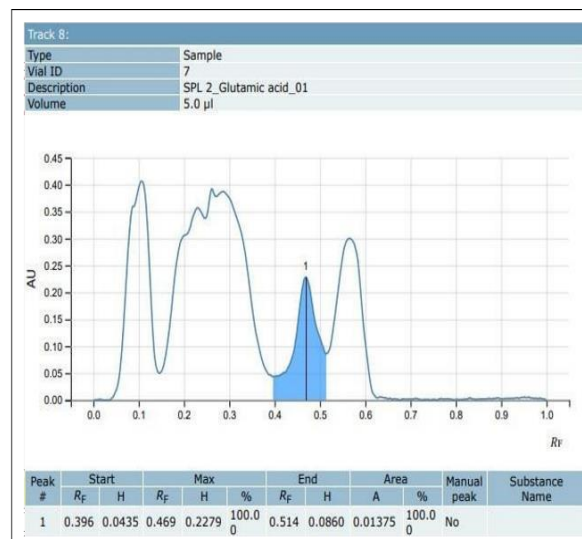 Track 8:
Type Sample
Vial ID 7
Description SPL 2_Glutamic acid_01
Volume 5.0 µl
0.45
0.40
0.35
0.30
0.25
0.20
0.15
0.10
0.05
0.00
AU
1
0.0 0.1 0.2 0.3 0.4 0.5 0.6 0.7 0.8 0.9 1.0
RF
Peak # Start Max End Area Manual peak Substance Name
RF H RF H % RF H A %
1 0.396 0.0435 0.469 0.2279 100.00 0.514 0.0860 0.01375 100.00 No